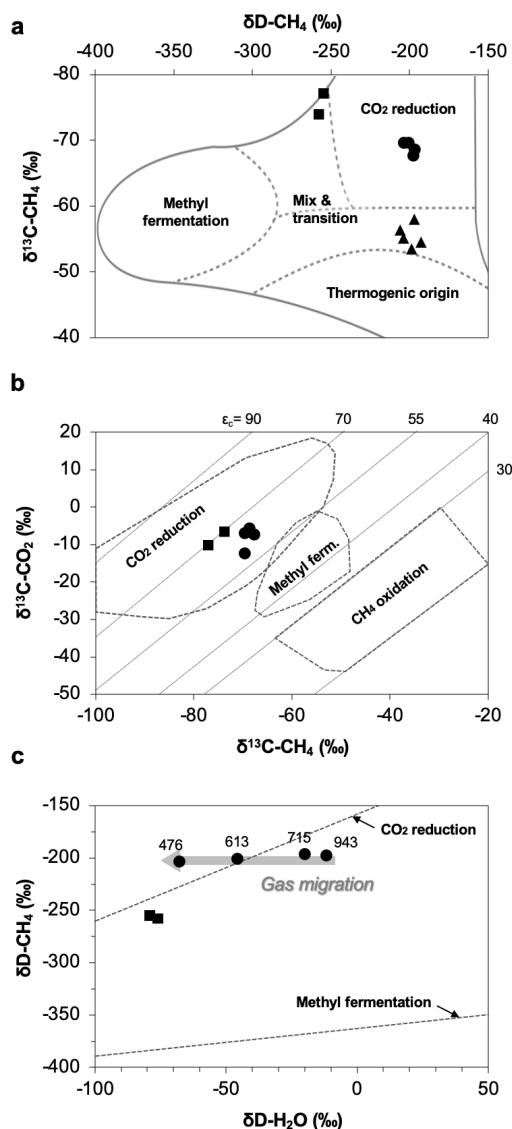 a
δD-CH₄ (‰)
-400 -350 -300 -250 -200 -150
-80
-70
-60
-50
-40
δ¹³C-CH₄ (‰)
CO₂ reduction
Methyl
fermentation
Mix &
transition
Thermogenic origin
b
εc= 90 70 55 40
30
20
10
0
-10
-20
-30
-40
-50
δ¹³C-CO₂ (‰)
CO₂ reduction
Methyl ferm.
CH₄ oxidation
-100 -80 -60 -40 -20
δ¹³C-CH₄ (‰)
c
-150
-200
-250
-300
-350
-400
δD-CH₄ (‰)
CO₂ reduction
476 613 715 943
Gas migration
Methyl fermentation
-100 -50 0 50
δD-H₂O (‰)